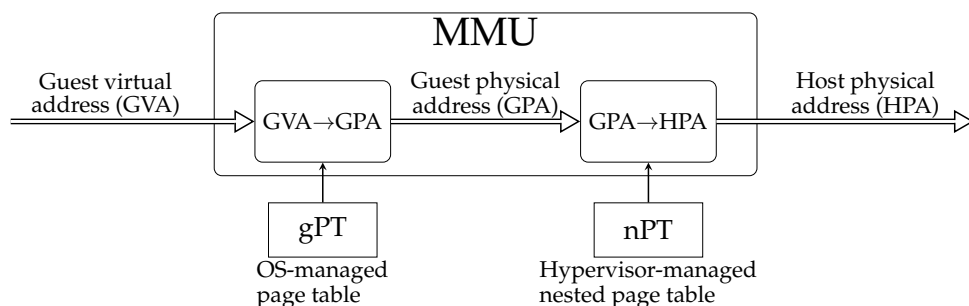 MMU
Guest virtual
address (GVA)
GVA→GPA
Guest physical
address (GPA)
GPA→HPA
Host physical
address (HPA)
gPT
OS-managed
page table
nPT
Hypervisor-managed
nested page table